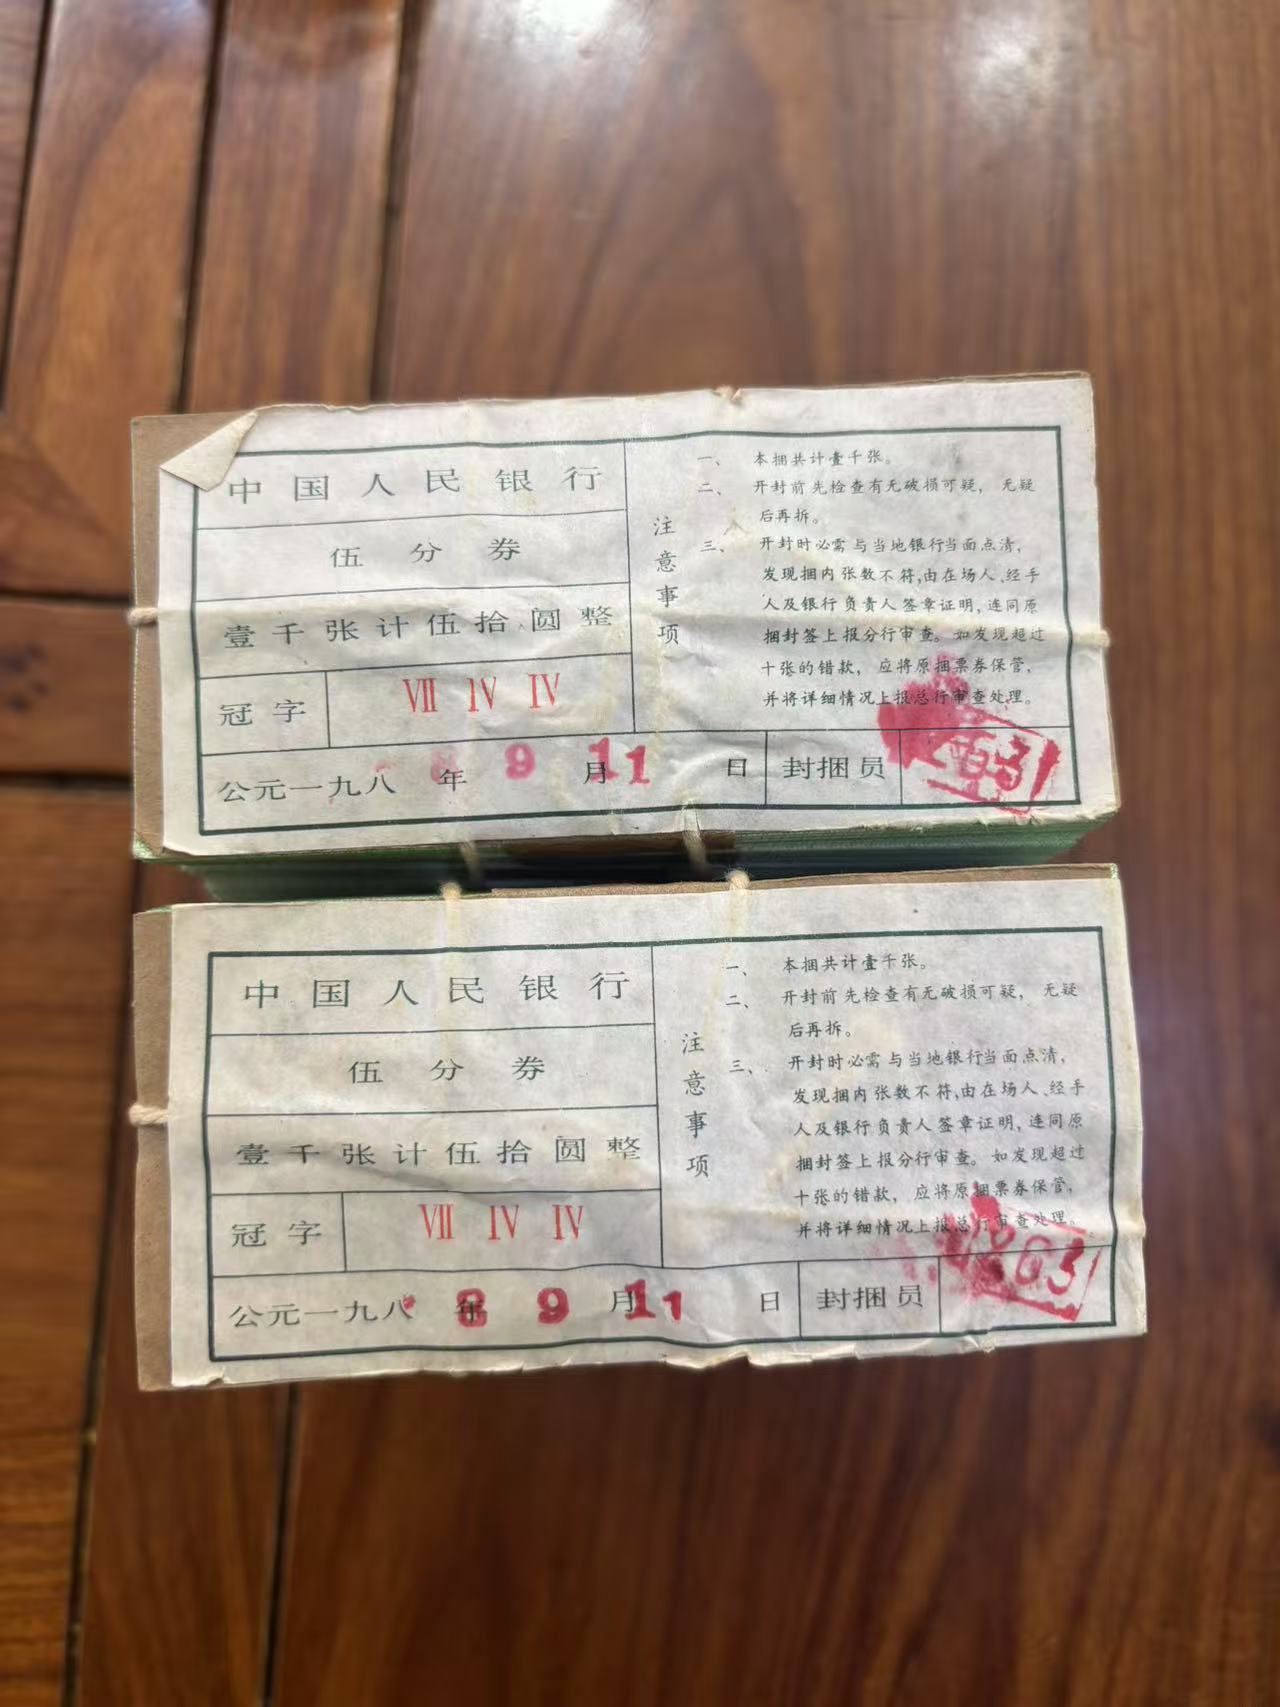 中国人民银行
伍分券
壹千张计伍拾圆整
冠字 Ⅶ Ⅳ Ⅳ
公元一九八 8 年 9 月 11 日 封捆员
注意事项
一、 本捆共计壹千张。
二、 开封前先检查有无破损可疑， 无疑
后再拆。
三、 开封时必需与当地银行当面点清，
发现捆内张数不符，由在场人、经手
人及银行负责人签章证明，连同原
捆封签上报分行审查。如发现超过
十张的错款， 应将原捆票券保管，
并将详细情况上报总行审查处理。
中国人民银行
伍分券
壹千张计伍拾圆整
冠字 Ⅶ Ⅳ Ⅳ
公元一九八 8 年 9 月 11 日 封捆员
注意事项
一、 本捆共计壹千张。
二、 开封前先检查有无破损可疑， 无疑
后再拆。
三、 开封时必需与当地银行当面点清，
发现捆内张数不符，由在场人、经手
人及银行负责人签章证明，连同原
捆封签上报分行审查。如发现超过
十张的错款， 应将原捆票券保管，
并将详细情况上报总行审查处理。